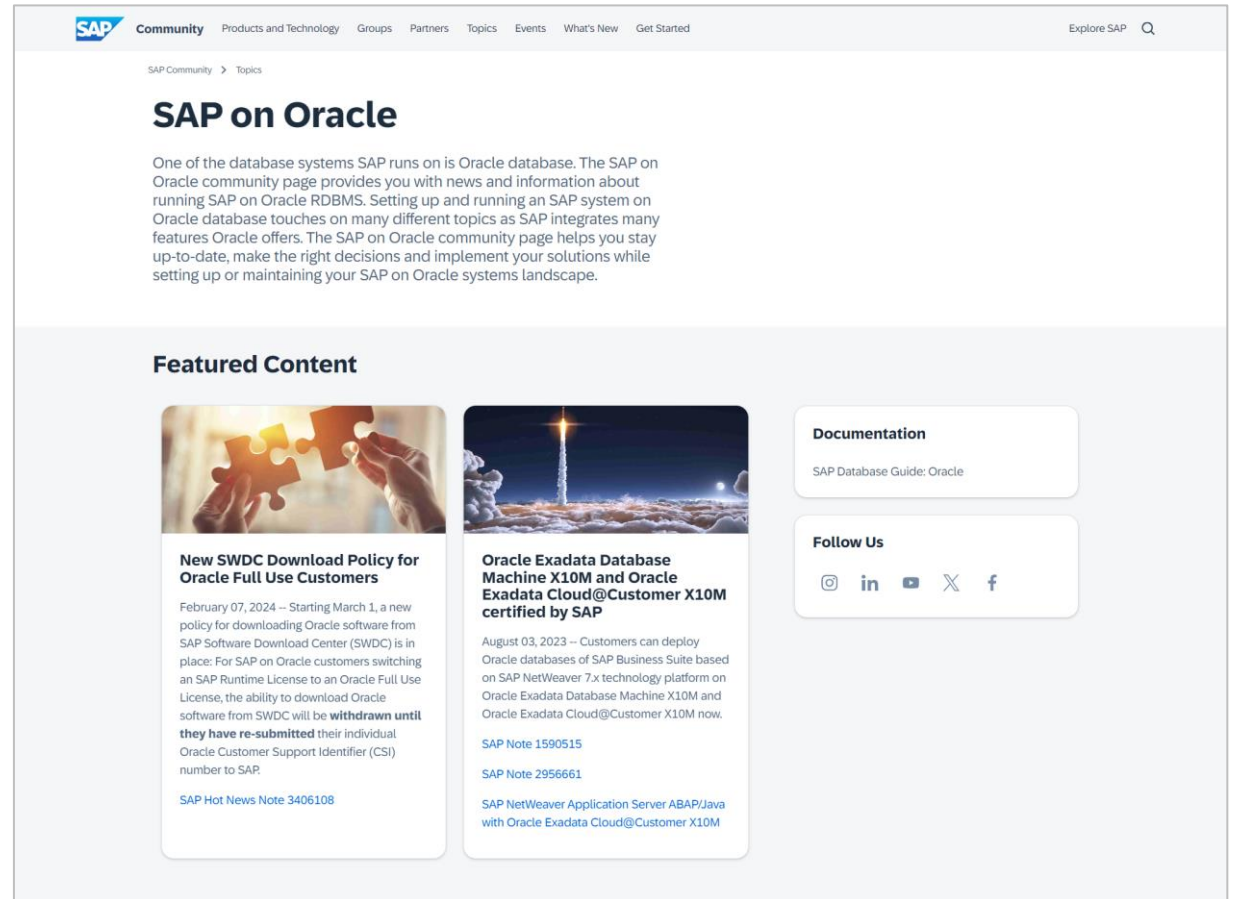 SAP Community Products and Technology Groups Partners Topics Events What's New Get Started Explore SAP
SAP Community > Topics
SAP on Oracle
One of the database systems SAP runs on is Oracle database. The SAP on
Oracle community page provides you with news and information about
running SAP on Oracle RDBMS. Setting up and running an SAP system on
Oracle database touches on many different topics as SAP integrates many
features Oracle offers. The SAP on Oracle community page helps you stay
up-to-date, make the right decisions and implement your solutions while
setting up or maintaining your SAP on Oracle systems landscape.
Featured Content
New SWDC Download Policy for
Oracle Full Use Customers
February 07, 2024 -- Starting March 1, a new
policy for downloading Oracle software from
SAP Software Download Center (SWDC) is in
place: For SAP on Oracle customers switching
an SAP Runtime License to an Oracle Full Use
License, the ability to download Oracle
software from SWDC will be withdrawn until
they have re-submitted their individual
Oracle Customer Support Identifier (CSI)
number to SAP.
SAP Hot News Note 3406108
Oracle Exadata Database
Machine X10M and Oracle
Exadata Cloud@Customer X10M
certified by SAP
August 03, 2023 -- Customers can deploy
Oracle databases of SAP Business Suite based
on SAP NetWeaver 7.x technology platform on
Oracle Exadata Database Machine X10M and
Oracle Exadata Cloud@Customer X10M now.
SAP Note 1590515
SAP Note 2956661
SAP NetWeaver Application Server ABAP/Java
with Oracle Exadata Cloud@Customer X10M
Documentation
SAP Database Guide: Oracle
Follow Us